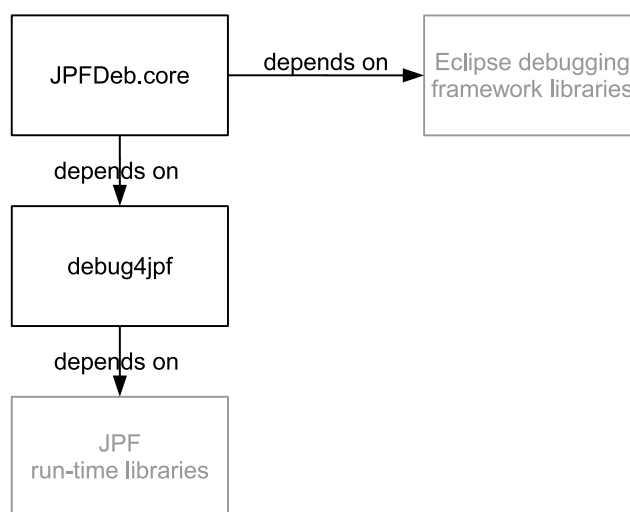 JPFDeb.core
depends on
Eclipse debugging
framework libraries
depends on
debug4jpf
depends on
JPF
run-time libraries